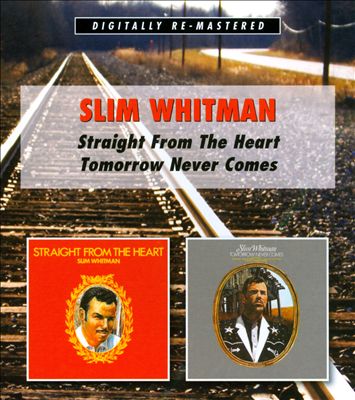 DIGITALLY RE-MASTERED
SLIM WHITMAN
Straight From The Heart
Tomorrow Never Comes
STRAIGHT FROM THE HEART
SLIM WHITMAN
Slim Whitman
TOMORROW NEVER COMES